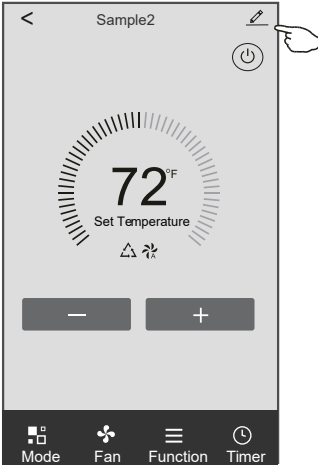 Sample2
72°F
Set Temperature
A
Mode Fan Function Timer